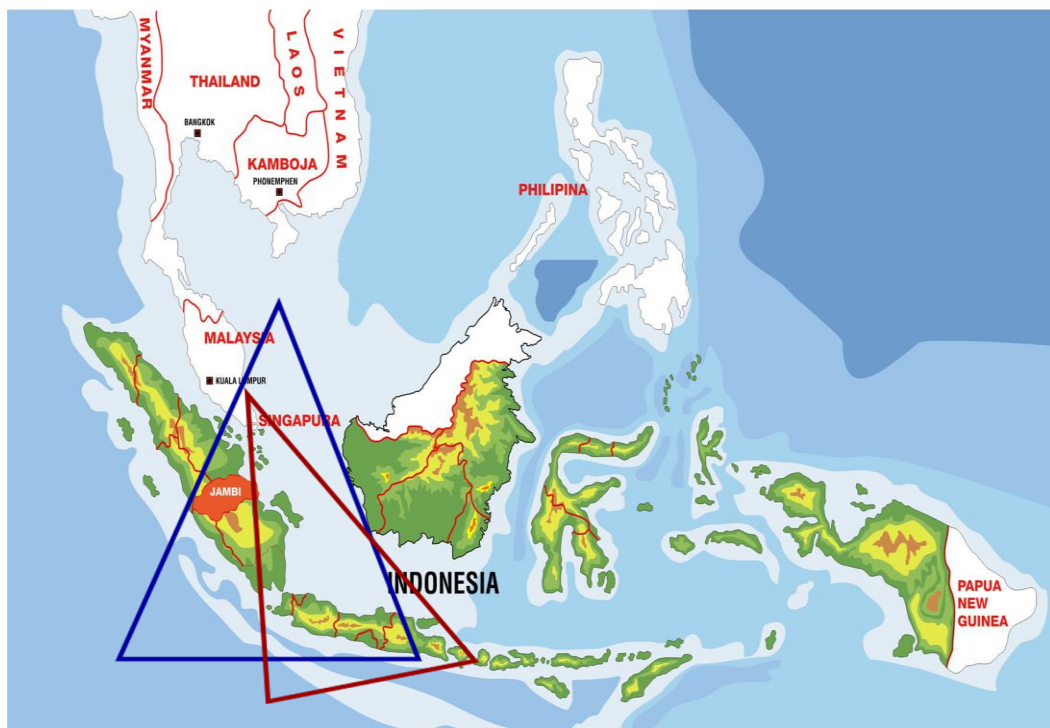 MYANMAR
THAILAND
LAOS
VIETNAM
BANGKOK
KAMBOJA
PHONEMPHEN
PHILIPINA
MALAYSIA
KUALA LUMPUR
SINGAPURA
JAMBI
INDONESIA
PAPUA
NEW
GUINEA